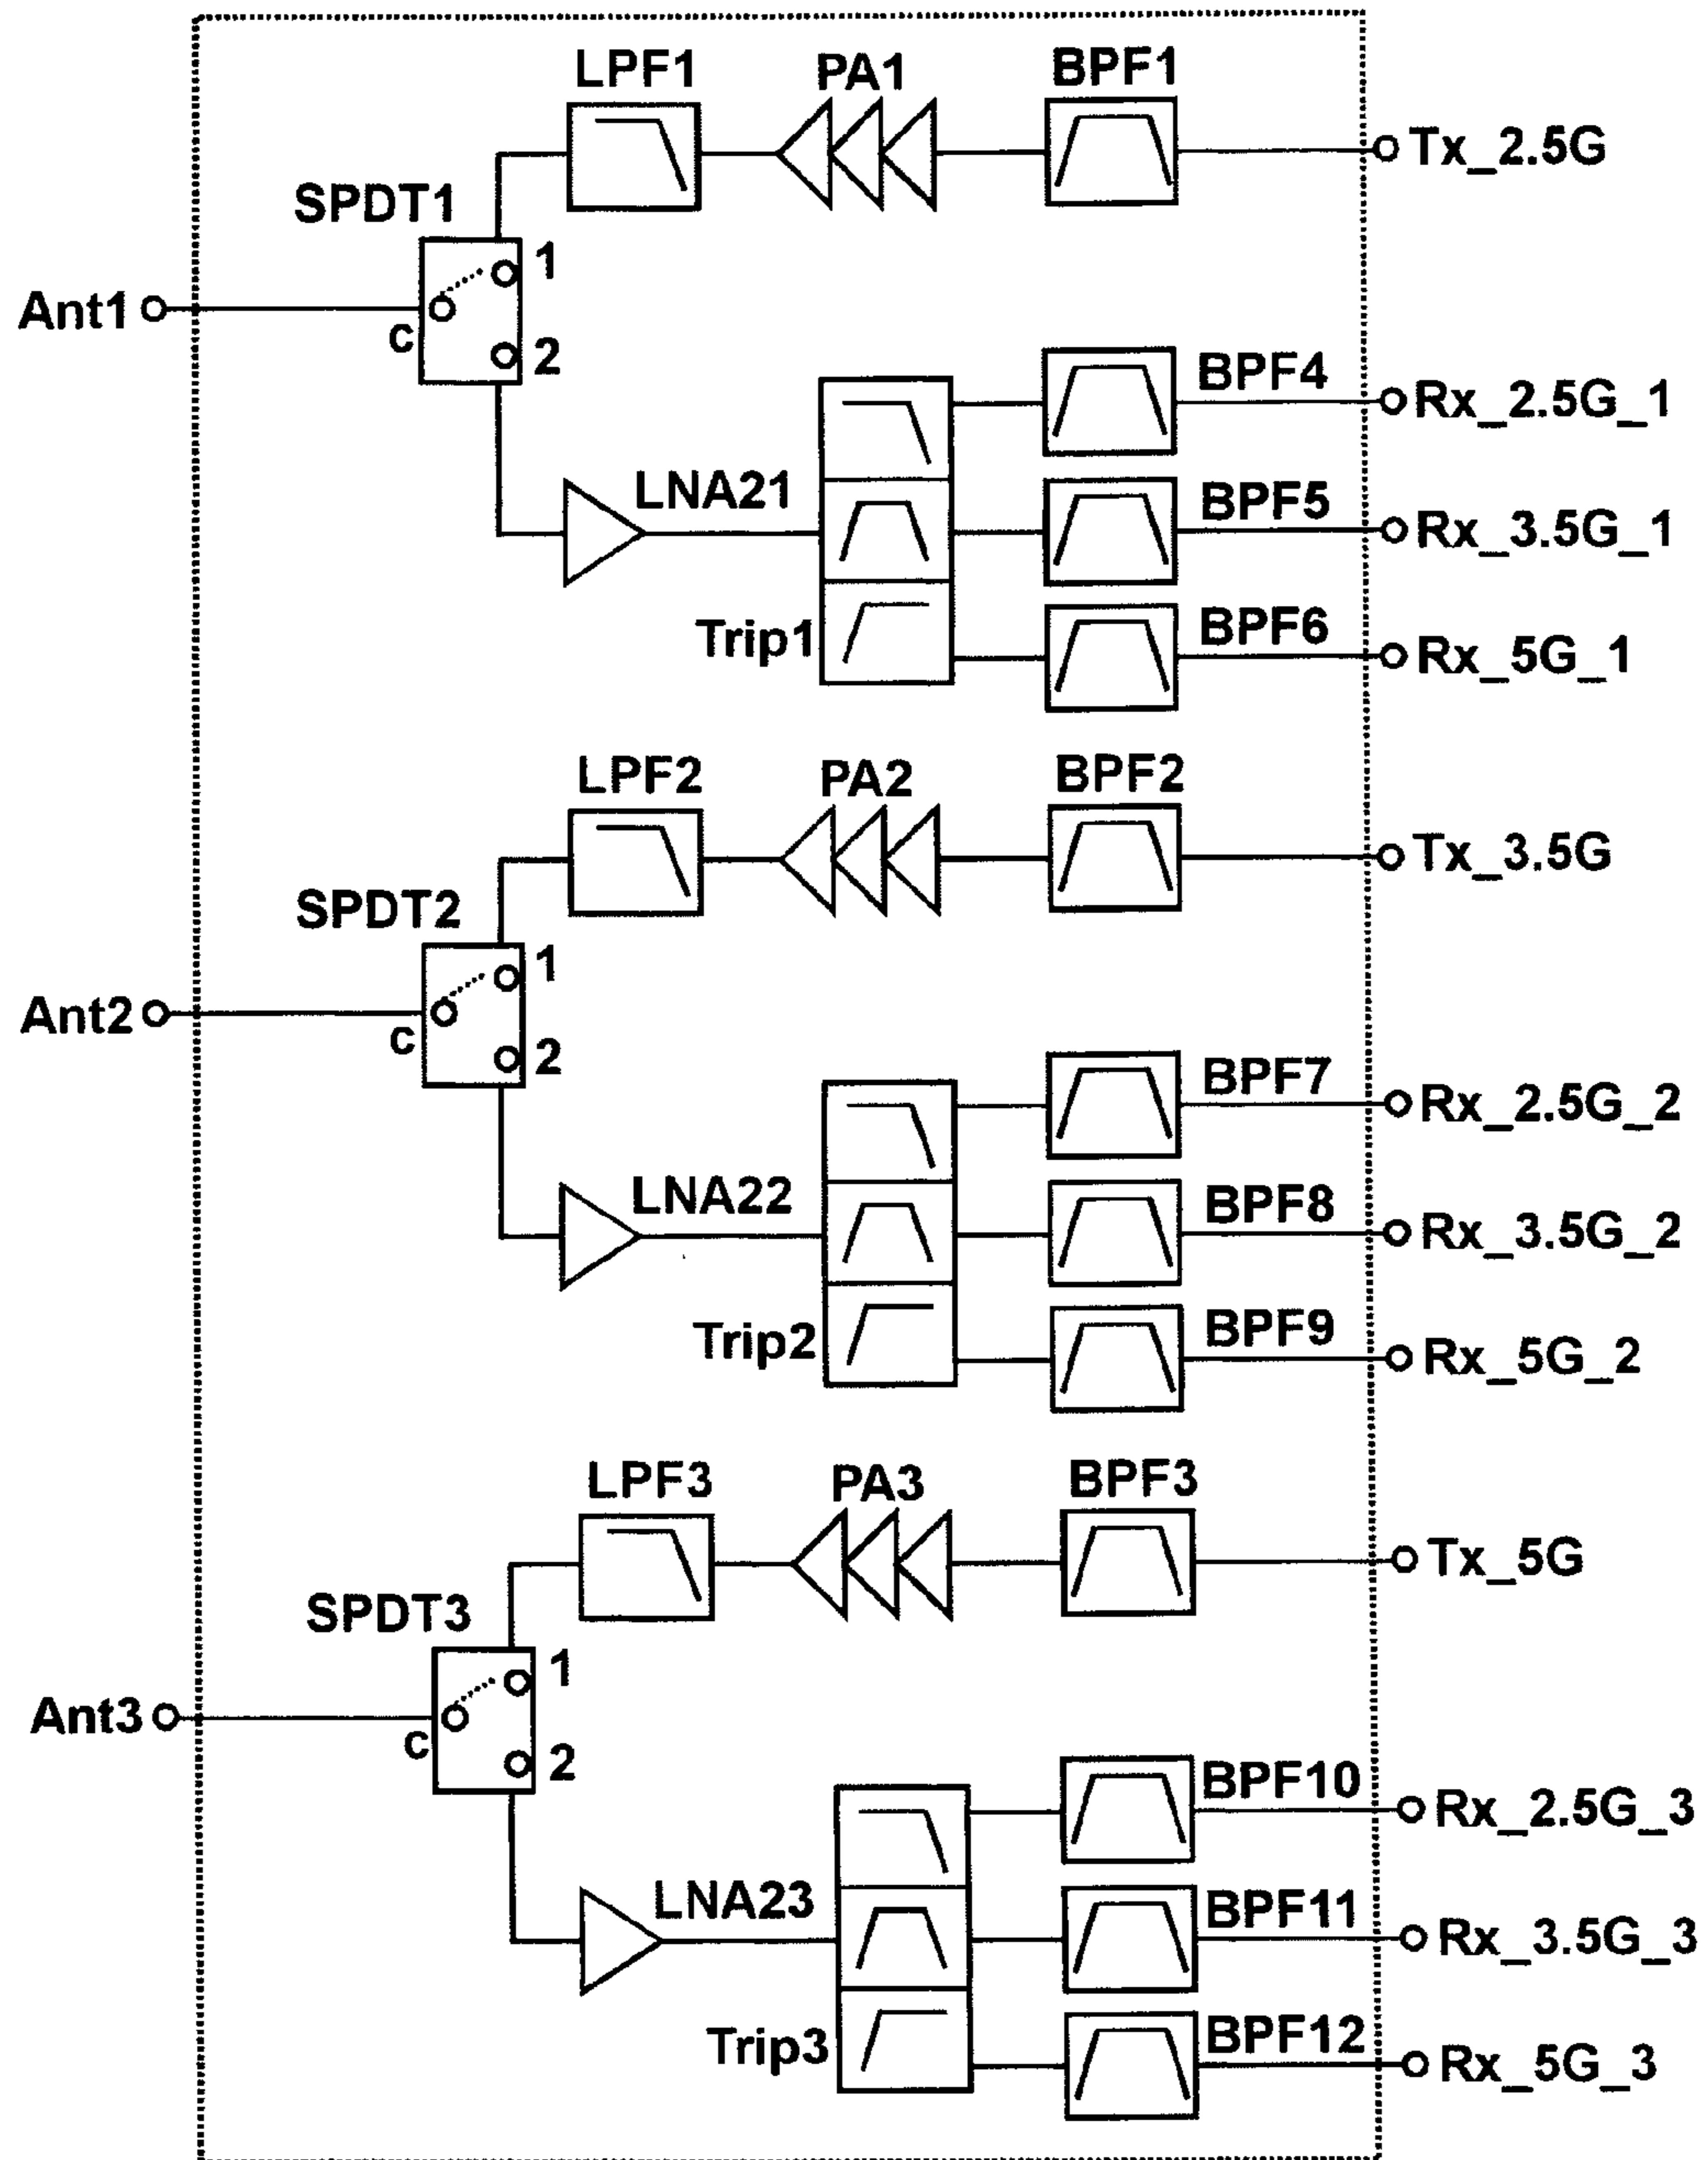 LPF1
PA1
BPF1
Tx_2.5G
SPDT1
1
Ant1
c
2
BPF4
Rx_2.5G_1
LNA21
BPF5
Rx_3.5G_1
Trip1
BPF6
Rx_5G_1
LPF2
PA2
BPF2
Tx_3.5G
SPDT2
1
Ant2
c
2
BPF7
Rx_2.5G_2
LNA22
BPF8
Rx_3.5G_2
Trip2
BPF9
Rx_5G_2
LPF3
PA3
BPF3
Tx_5G
SPDT3
1
Ant3
c
2
BPF10
Rx_2.5G_3
LNA23
BPF11
Rx_3.5G_3
Trip3
BPF12
Rx_5G_3